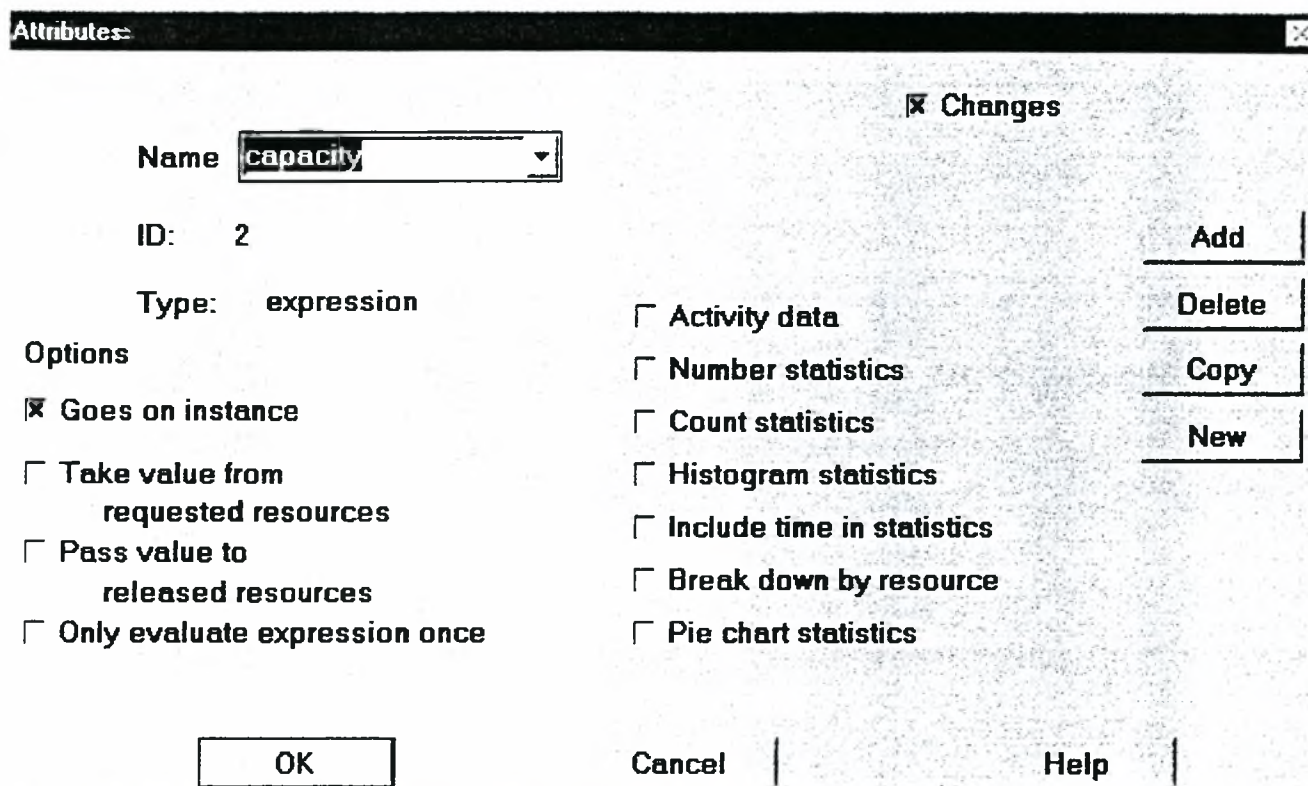 Attributes:
Changes
Name capacity
ID: 2
Type: expression
Options
Goes on instance
Take value from
requested resources
Pass value to
released resources
Only evaluate expression once
Activity data
Number statistics
Count statistics
Histogram statistics
Include time in statistics
Break down by resource
Pie chart statistics
Add
Delete
Copy
New
OK
Cancel
Help